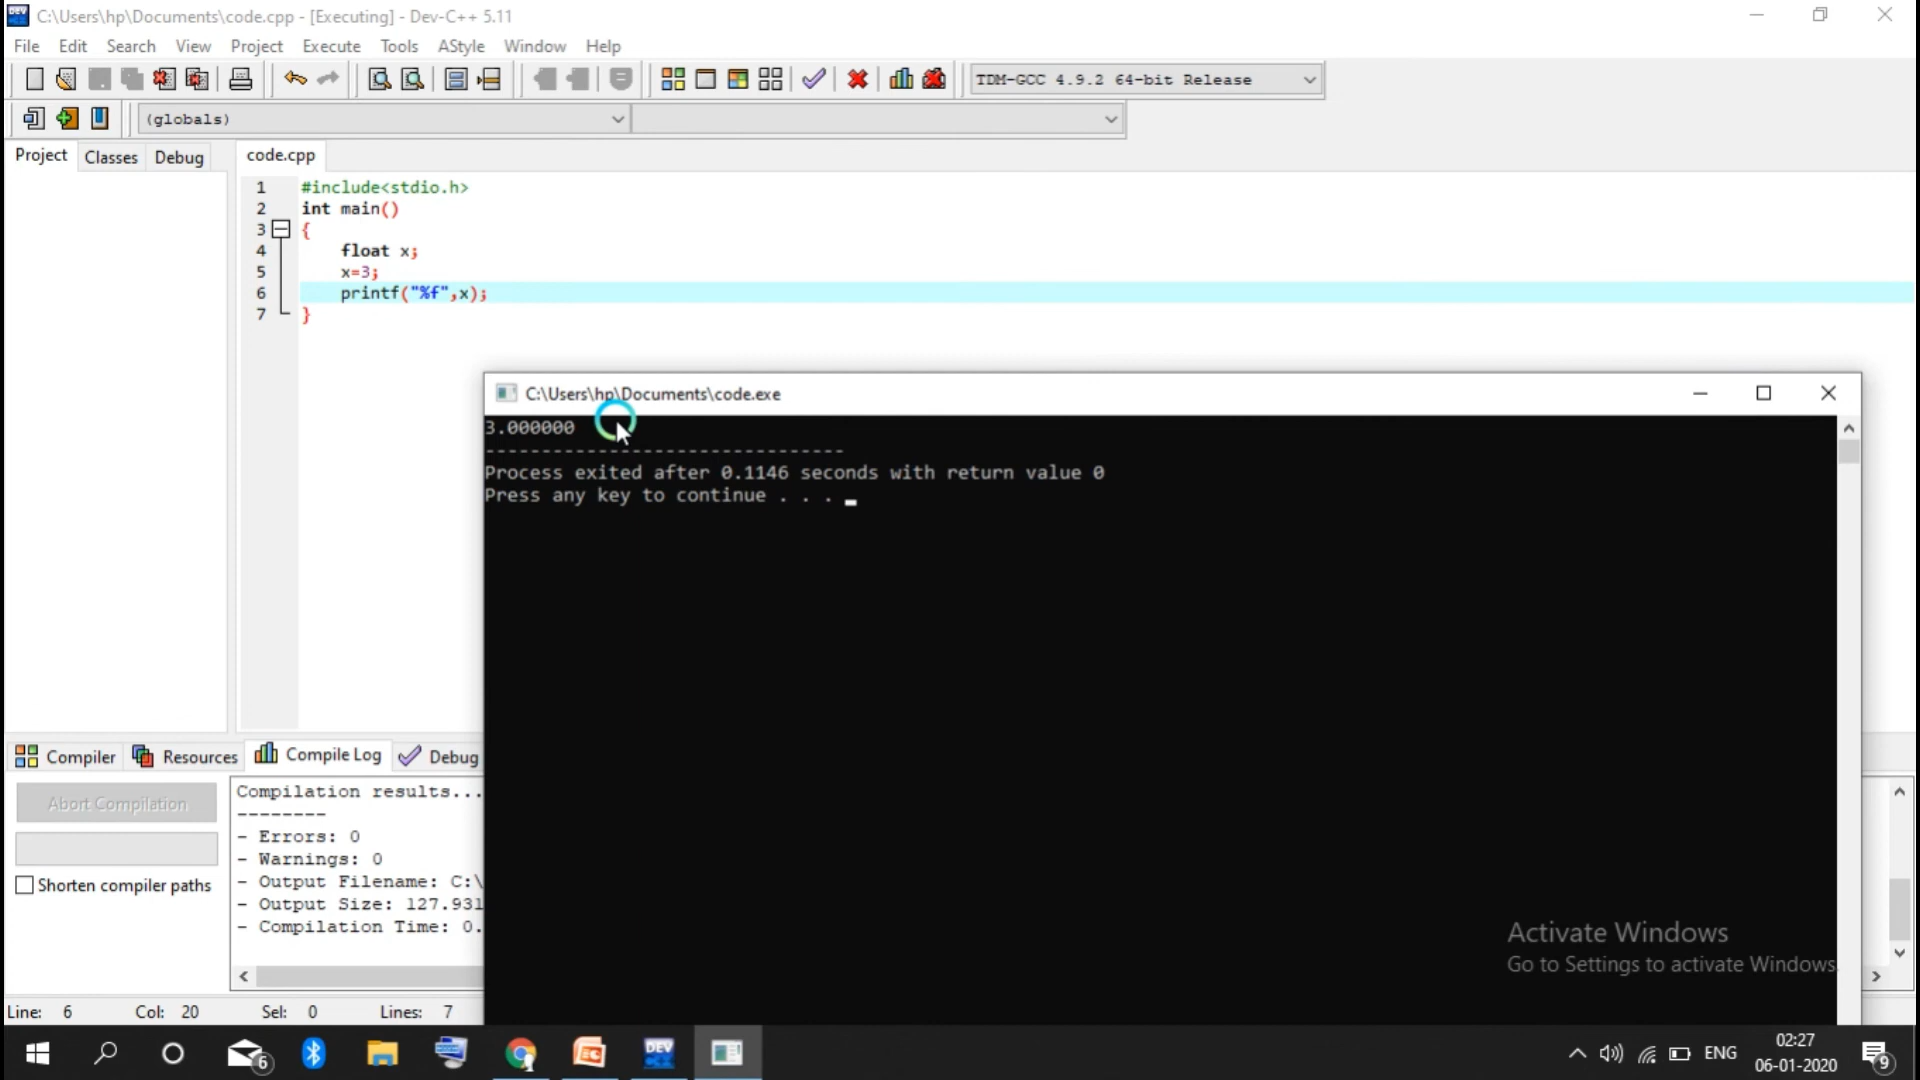 C:\Users\hp\Documents\code.cpp - [Executing] - Dev-C++ 5.11
File Edit Search View Project Execute Tools AStyle Window Help
TDM-GCC 4.9.2 64-bit Release
(globals)
Project Classes Debug code.cpp
1 #include<stdio.h>
2 int main()
3 {
4 float x;
5 x=3;
6 printf("%f",x);
7 }
C:\Users\hp\Documents\code.exe
3.000000
--------------------------------
Process exited after 0.1146 seconds with return value 0
Press any key to continue . . .
Compiler Resources Compile Log Debug
Abort Compilation
Shorten compiler paths
Compilation results...
--------
- Errors: 0
- Warnings: 0
- Output Filename: C:\
- Output Size: 127.931
- Compilation Time: 0.
Activate Windows
Go to Settings to activate Windows.
Line: 6 Col: 20 Sel: 0 Lines: 7
6 DEV ENG 02:27
06-01-2020 9